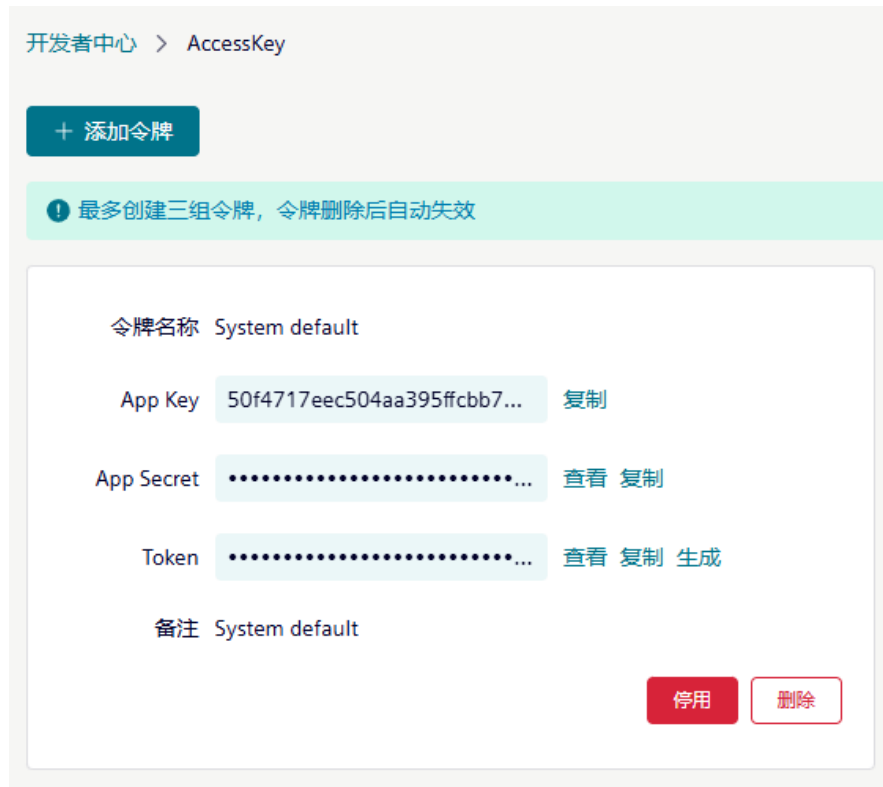 开发者中心 > AccessKey
+ 添加令牌
最多创建三组令牌，令牌删除后自动失效
令牌名称 System default
App Key 50f4717eec504aa395ffcbb7... 复制
App Secret ••••••••••••••••••••••••••... 查看 复制
Token ••••••••••••••••••••••••••... 查看 复制 生成
备注 System default
停用 删除